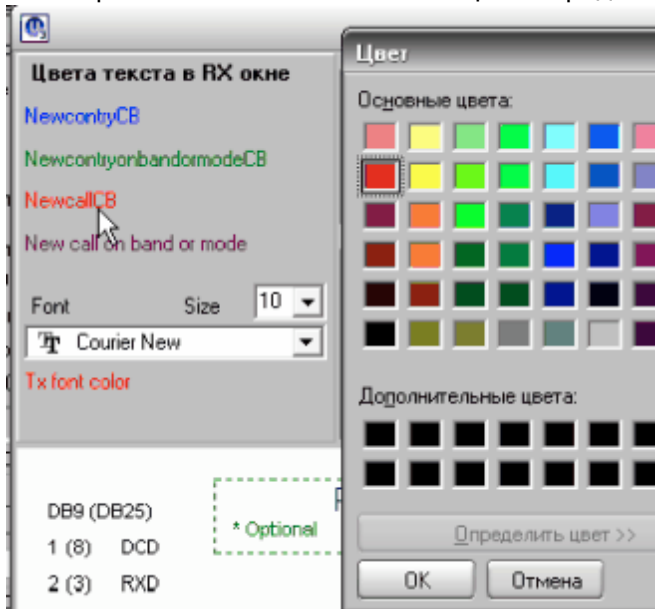 Цвета текста в RX окне
NewcontryCB
NewcontryonbandormodeCB
NewcallCB
New call on band or mode
Font Size 10
Courier New
Tx font color
DB9 (DB25)
1 (8) DCD
2 (3) RXD
* Optional
Цвет
Основные цвета:
Дополнительные цвета:
Определить цвет >>
OK Отмена